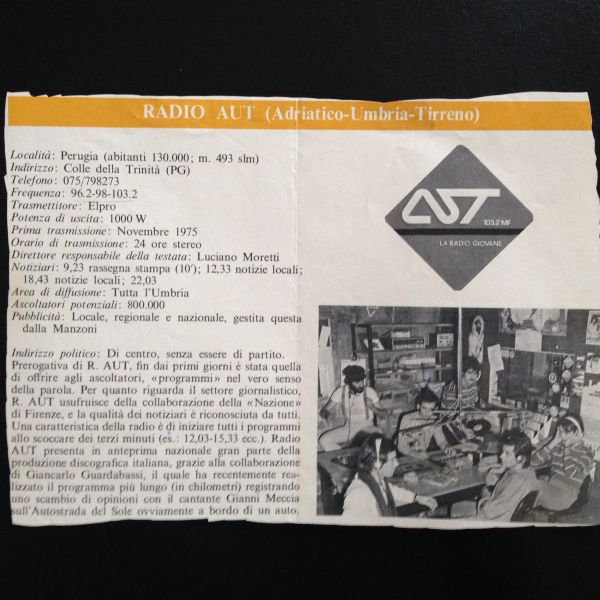 RADIO AUT (Adriatico-Umbria-Tirreno)
Località: Perugia (abitanti 130.000; m. 493 slm)
Indirizzo: Colle della Trinità (PG)
Telefono: 075/798273
Frequenza: 96.2-98-103.2
Trasmettitore: Elpro
Potenza di uscita: 1000 W
Prima trasmissione: Novembre 1975
Orario di trasmissione: 24 ore stereo
Direttore responsabile della testata: Luciano Moretti
Notiziari: 9,23 rassegna stampa (10'); 12,33 notizie locali;
18,43 notizie locali; 22,03
Area di diffusione: Tutta l'Umbria
Ascoltatori potenziali: 800.000
Pubblicità: Locale, regionale e nazionale, gestita questa
dalla Manzoni
Indirizzo politico: Di centro, senza essere di partito.
Prerogativa di R. AUT, fin dai primi giorni è stata quella
di offrire agli ascoltatori, «programmi» nel vero senso
della parola. Per quanto riguarda il settore giornalistico,
R. AUT usufruisce della collaborazione della «Nazione»
di Firenze, e la qualità dei notiziari è riconosciuta da tutti.
Una caratteristica della radio è di iniziare tutti i programmi
allo scoccare dei terzi minuti (es.: 12,03-15,33 ecc.). Radio
AUT presenta in anteprima nazionale gran parte della
produzione discografica italiana, grazie alla collaborazione
di Giancarlo Guardabassi, il quale ha recentemente rea-
lizzato il programma più lungo (in chilometri) registrando
uno scambio di opinioni con il cantante Gianni Meccia
sull'Autostrada del Sole ovviamente a bordo di un auto.
AUT
103.2 MF
LA RADIO GIOVANE